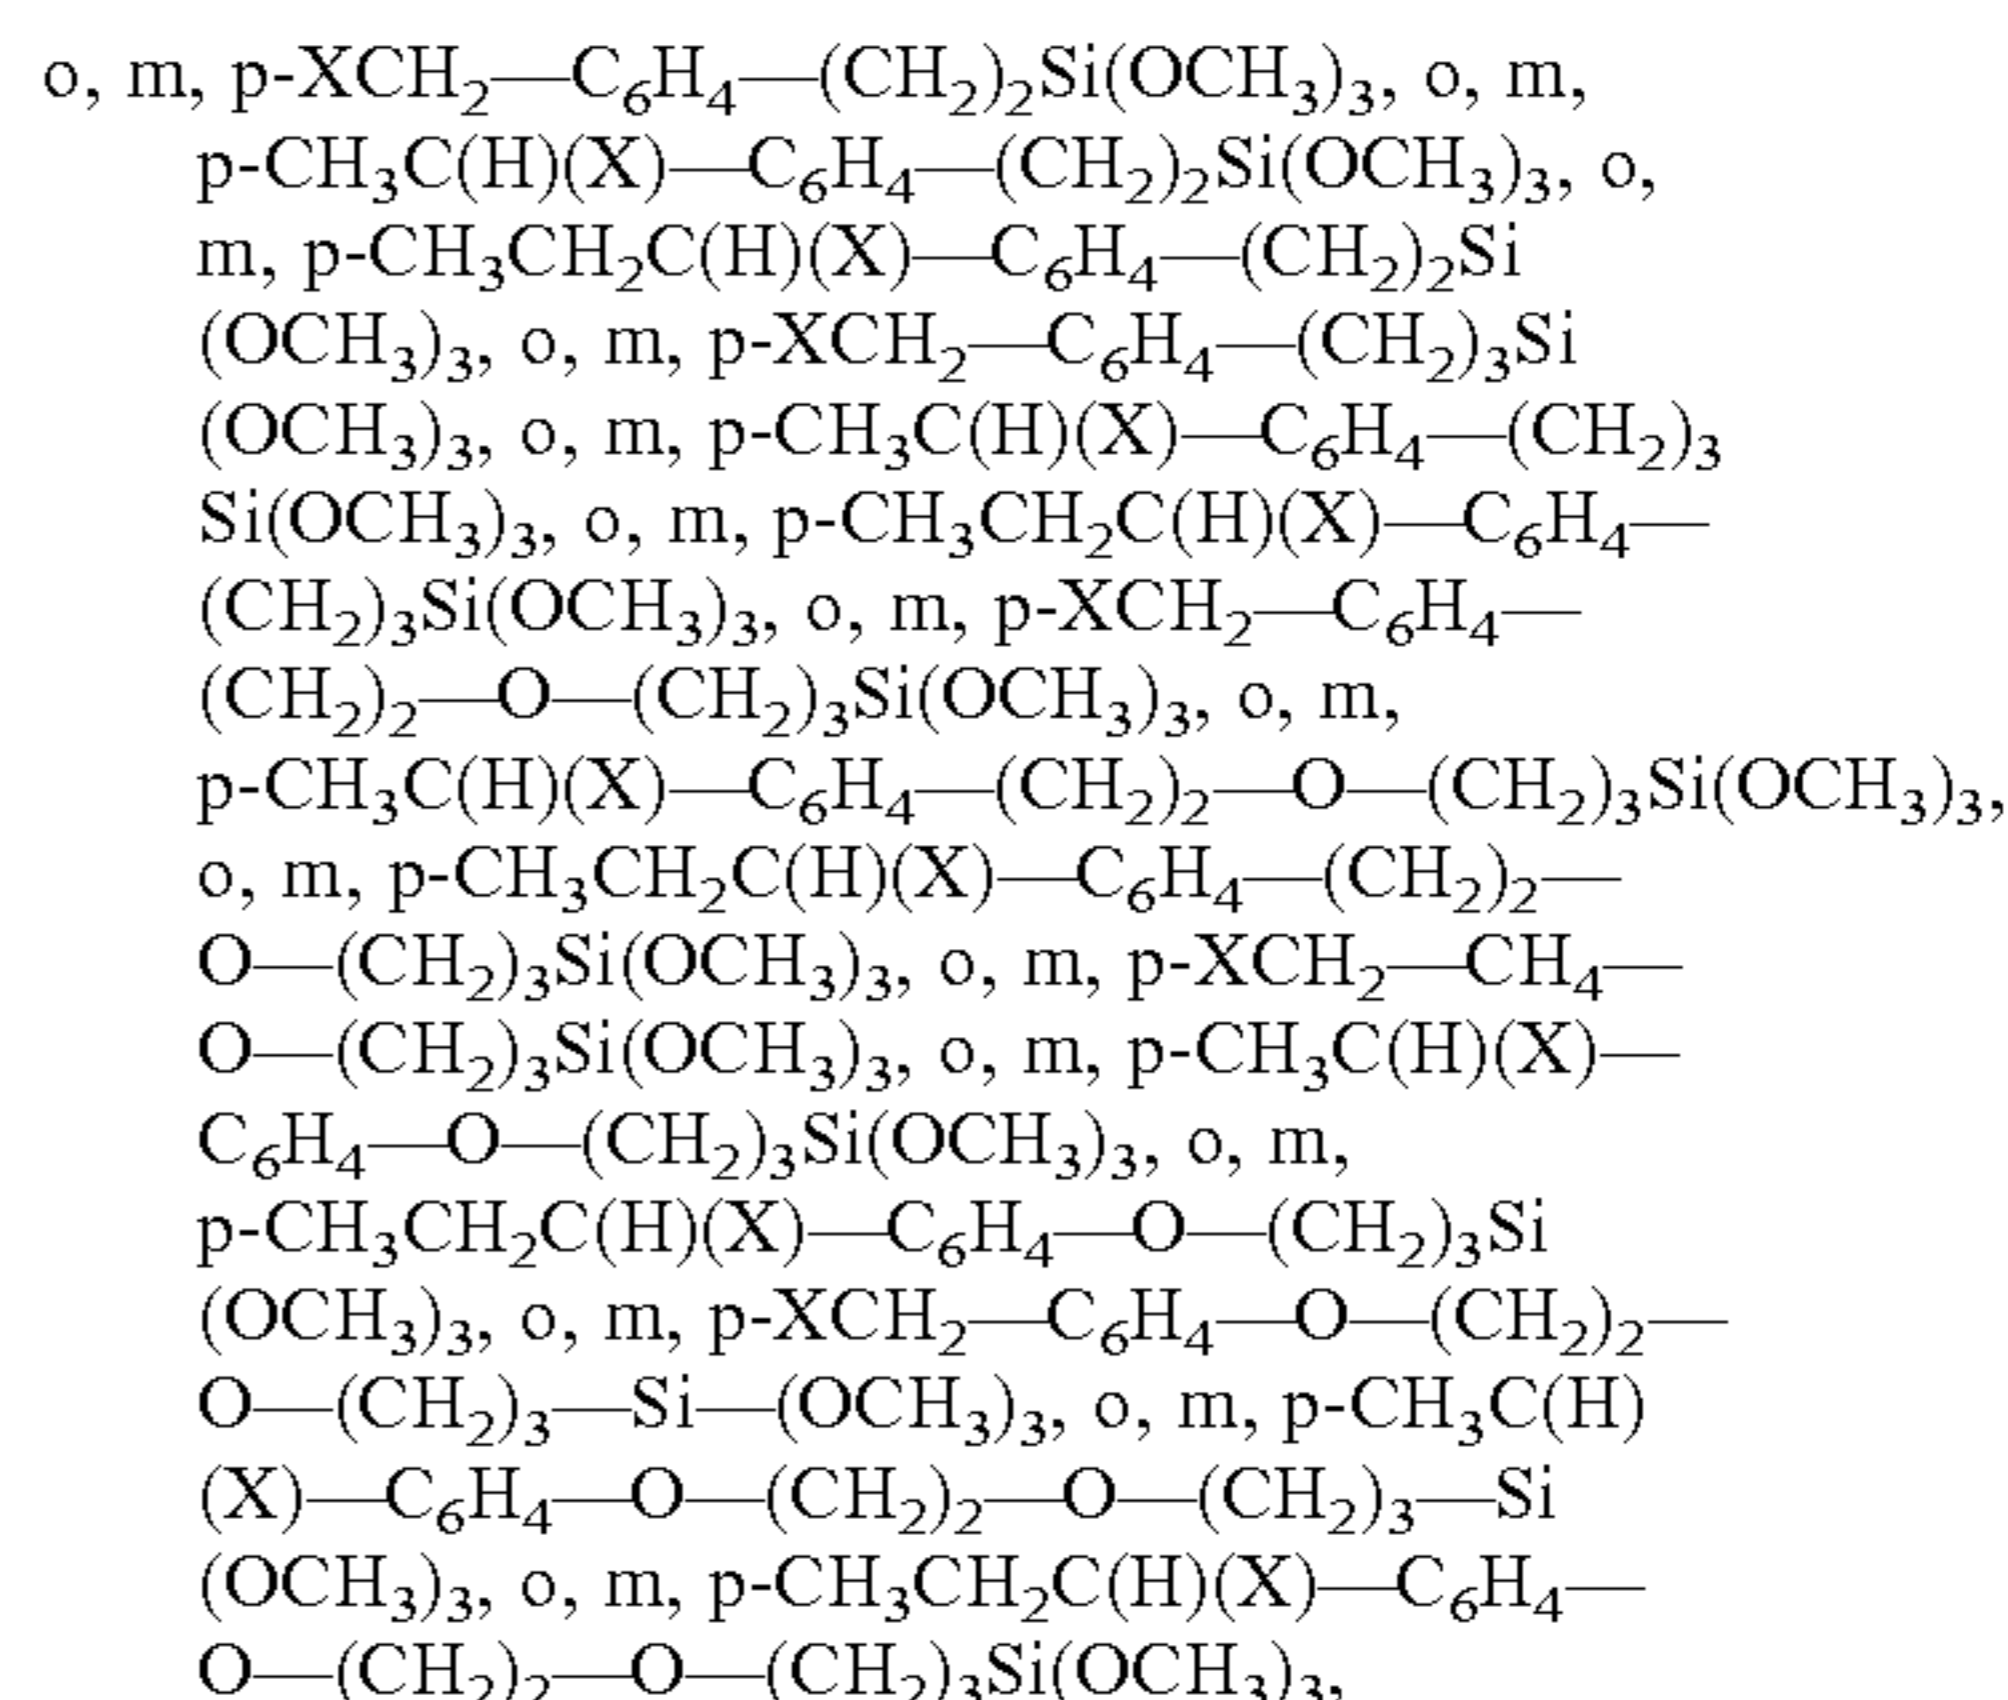 o, m, p-XCH₂—C₆H₄—(CH₂)₂Si(OCH₃)₃, o, m,
p-CH₃C(H)(X)—C₆H₄—(CH₂)₂Si(OCH₃)₃, o,
m, p-CH₃CH₂C(H)(X)—C₆H₄—(CH₂)₂Si
(OCH₃)₃, o, m, p-XCH₂—C₆H₄—(CH₂)₃Si
(OCH₃)₃, o, m, p-CH₃C(H)(X)—C₆H₄—(CH₂)₃
Si(OCH₃)₃, o, m, p-CH₃CH₂C(H)(X)—C₆H₄—
(CH₂)₃Si(OCH₃)₃, o, m, p-XCH₂—C₆H₄—
(CH₂)₂—O—(CH₂)₃Si(OCH₃)₃, o, m,
p-CH₃C(H)(X)—C₆H₄—(CH₂)₂—O—(CH₂)₃Si(OCH₃)₃,
o, m, p-CH₃CH₂C(H)(X)—C₆H₄—(CH₂)₂—
O—(CH₂)₃Si(OCH₃)₃, o, m, p-XCH₂—CH₄—
O—(CH₂)₃Si(OCH₃)₃, o, m, p-CH₃C(H)(X)—
C₆H₄—O—(CH₂)₃Si(OCH₃)₃, o, m,
p-CH₃CH₂C(H)(X)—C₆H₄—O—(CH₂)₃Si
(OCH₃)₃, o, m, p-XCH₂—C₆H₄—O—(CH₂)₂—
O—(CH₂)₃—Si—(OCH₃)₃, o, m, p-CH₃C(H)
(X)—C₆H₄—O—(CH₂)₂—O—(CH₂)₃—Si
(OCH₃)₃, o, m, p-CH₃CH₂C(H)(X)—C₆H₄—
O—(CH₂)₂—O—(CH₂)₃Si(OCH₃)₃,